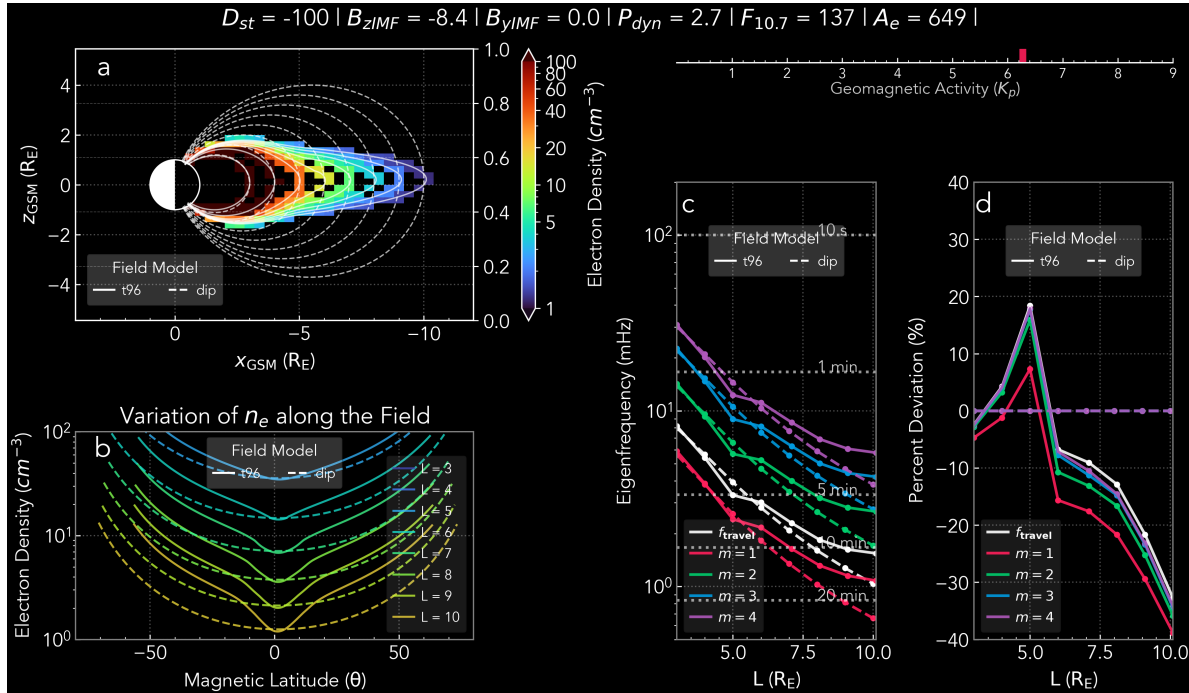 D_st = -100 | B_zIMF = -8.4 | B_yIMF = 0.0 | P_dyn = 2.7 | F_10.7 = 137 | A_e = 649 |
a
4
2
0
−2
−4
Z_GSM (R_E)
0
−5
−10
X_GSM (R_E)
Field Model
t96
dip
1.0
0.8
0.6
0.4
0.2
0.0
100
80
60
40
20
10
5
1
Electron Density (cm^−3)
1
2
3
4
5
6
7
8
9
Geomagnetic Activity (K_p)
Variation of n_e along the Field
b
10^2
10^1
10^0
Electron Density (cm^−3)
−50
0
50
Magnetic Latitude (θ)
Field Model
t96
dip
L = 3
L = 4
L = 5
L = 6
L = 7
L = 8
L = 9
L = 10
c
10^2
10^1
10^0
Eigenfrequency (mHz)
10 s
Field Model
t96
dip
1 min
5 min
10 min
20 min
f_travel
m = 1
m = 2
m = 3
m = 4
5.0
7.5
10.0
L (R_E)
d
40
30
20
10
0
−10
−20
−30
−40
Percent Deviation (%)
Field Model
t96
dip
f_travel
m = 1
m = 2
m = 3
m = 4
5.0
7.5
10.0
L (R_E)